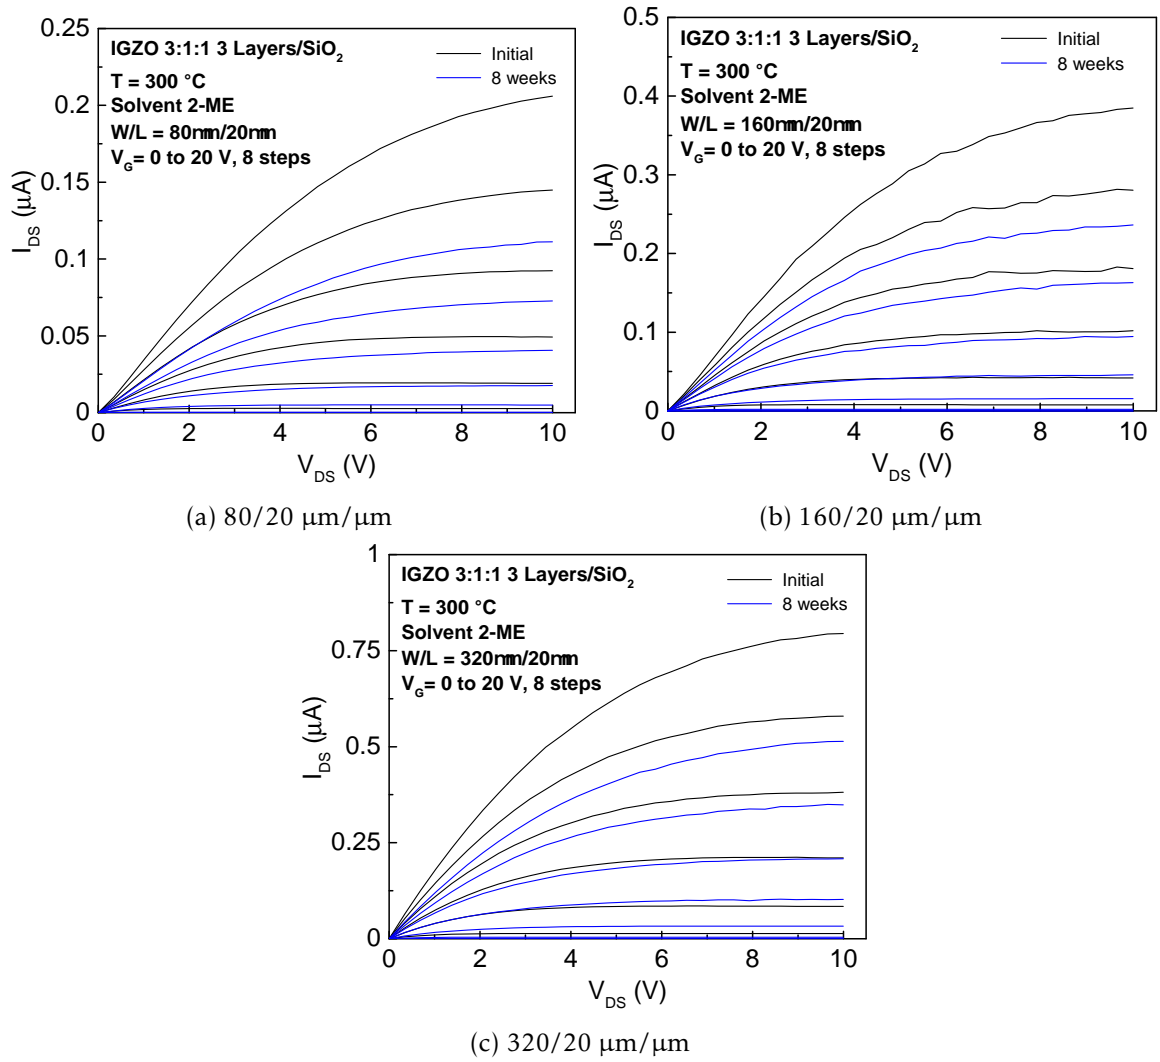 0.25
0.2
0.15
0.1
0.05
0
I_DS (μA)
IGZO 3:1:1 3 Layers/SiO₂
T = 300 °C
Solvent 2-ME
W/L = 80mm/20mm
V_G= 0 to 20 V, 8 steps
Initial
8 weeks
0 2 4 6 8 10
V_DS (V)
(a) 80/20 μm/μm
0.5
0.4
0.3
0.2
0.1
0
I_DS (μA)
IGZO 3:1:1 3 Layers/SiO₂
T = 300 °C
Solvent 2-ME
W/L = 160mm/20mm
V_G= 0 to 20 V, 8 steps
Initial
8 weeks
0 2 4 6 8 10
V_DS (V)
(b) 160/20 μm/μm
1
0.75
0.5
0.25
0
I_DS (μA)
IGZO 3:1:1 3 Layers/SiO₂
T = 300 °C
Solvent 2-ME
W/L = 320mm/20mm
V_G= 0 to 20 V, 8 steps
Initial
8 weeks
0 2 4 6 8 10
V_DS (V)
(c) 320/20 μm/μm